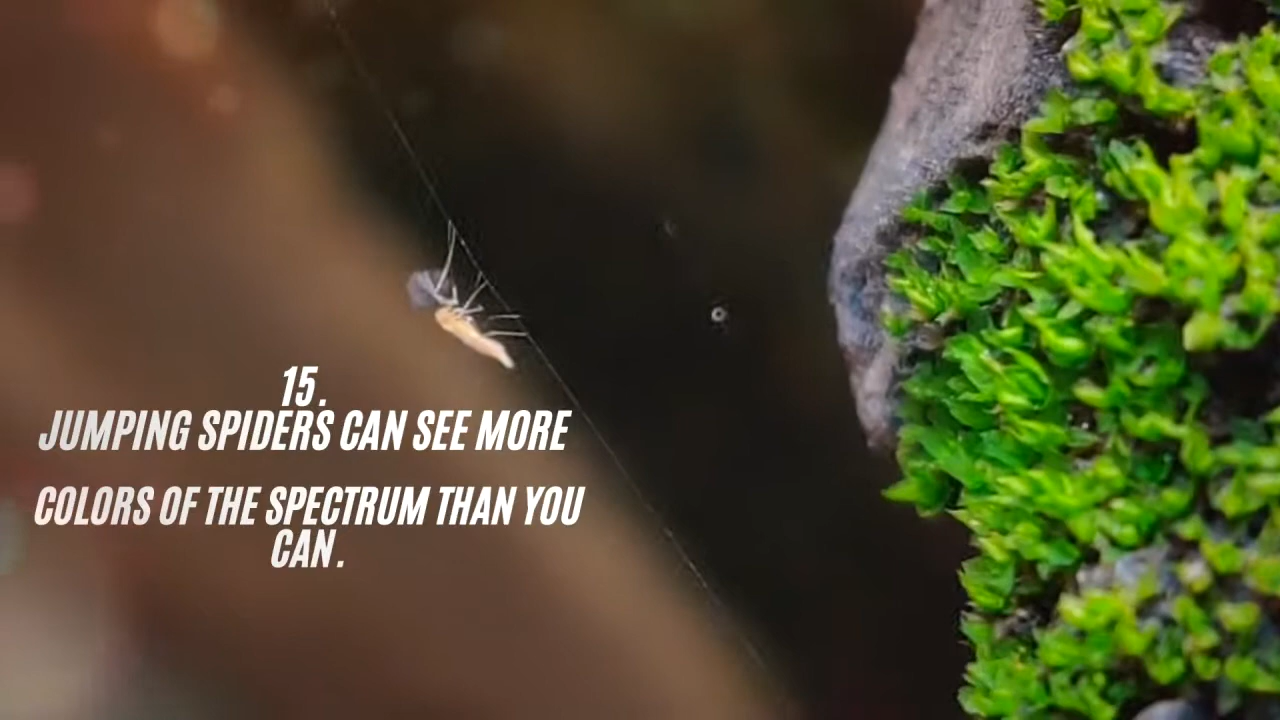 15.
JUMPING SPIDERS CAN SEE MORE
COLORS OF THE SPECTRUM THAN YOU
CAN.